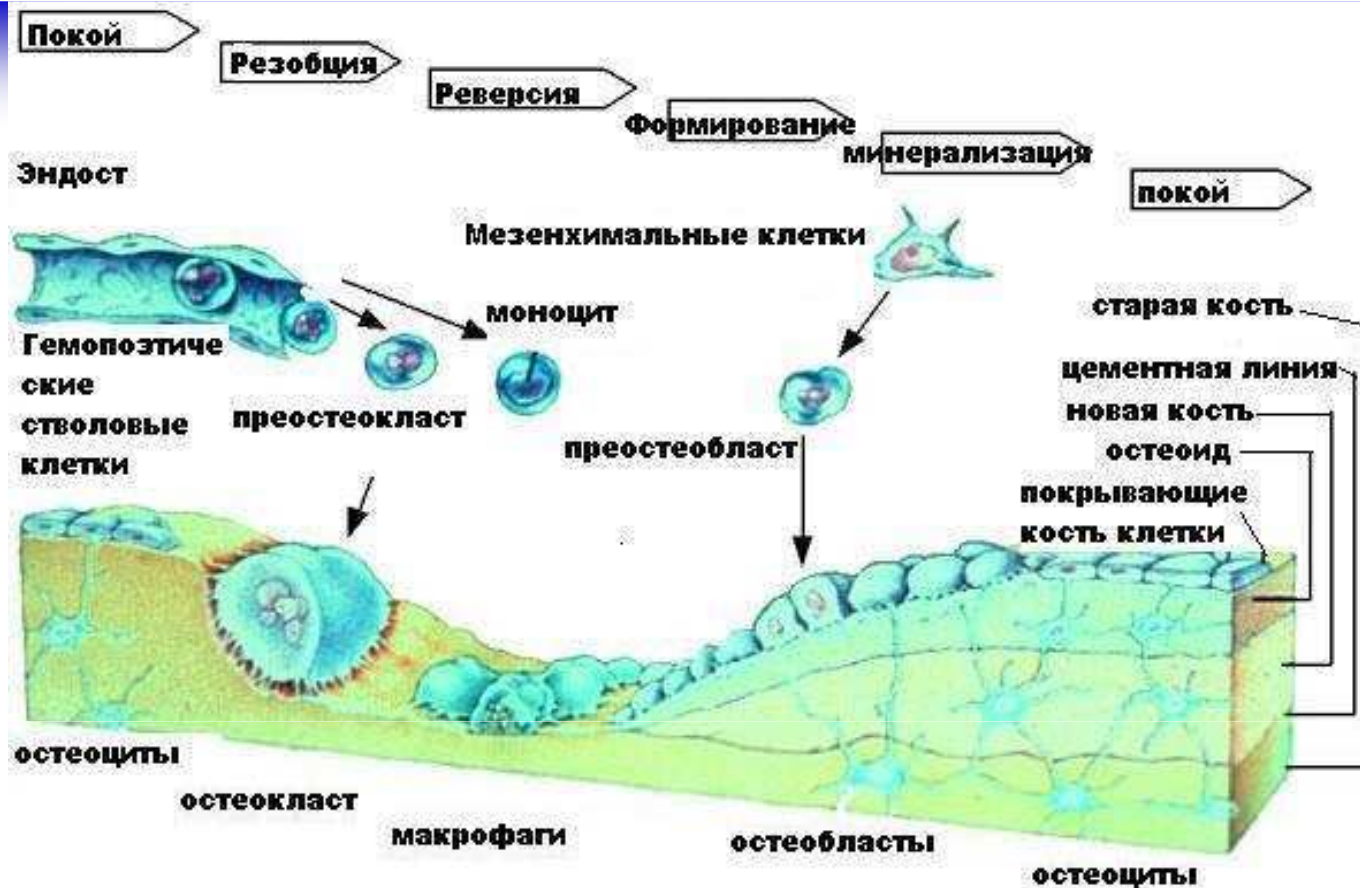 Покой
Резобция
Реверсия
Формирование
минерализация
покой
Эндост
Мезенхимальные клетки
старая кость
моноцит
Гемопоэтиче
ские
стволовые
клетки
преостеокласт
цементная линия
новая кость
преостеобласт
остеоид
покрывающие
кость клетки
остеоциты
остеокласт
макрофаги
остеобласты
остеоциты